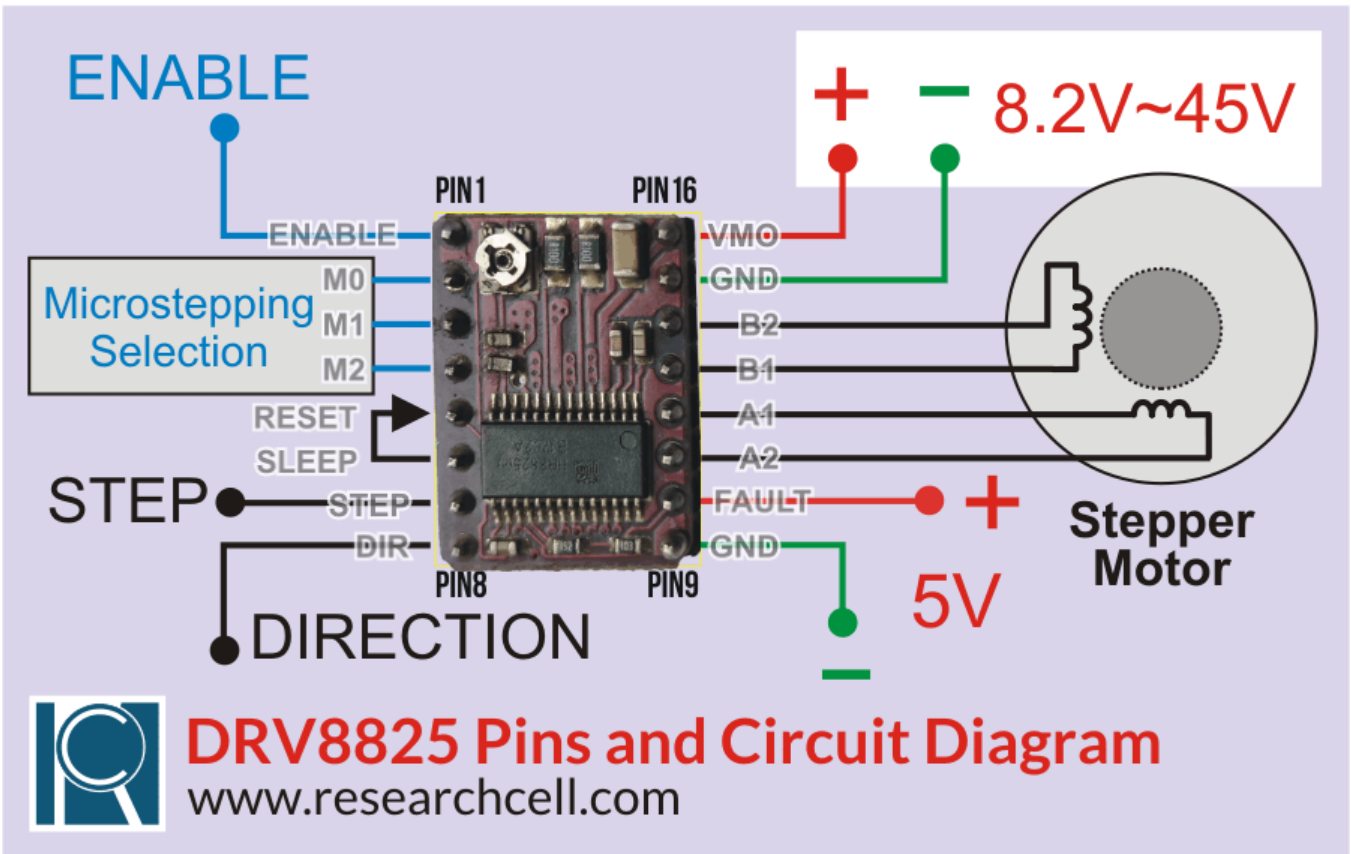 ENABLE
+ − 8.2V~45V
PIN1
PIN16
ENABLE
M0
M1
M2
Microstepping
Selection
RESET
SLEEP
STEP
STEP
DIR
DIRECTION
PIN8
VMO
GND
B2
B1
A1
A2
FAULT
GND
PIN9
+
5V
−
Stepper
Motor
R100
R100
DRV8825 Pins and Circuit Diagram
www.researchcell.com